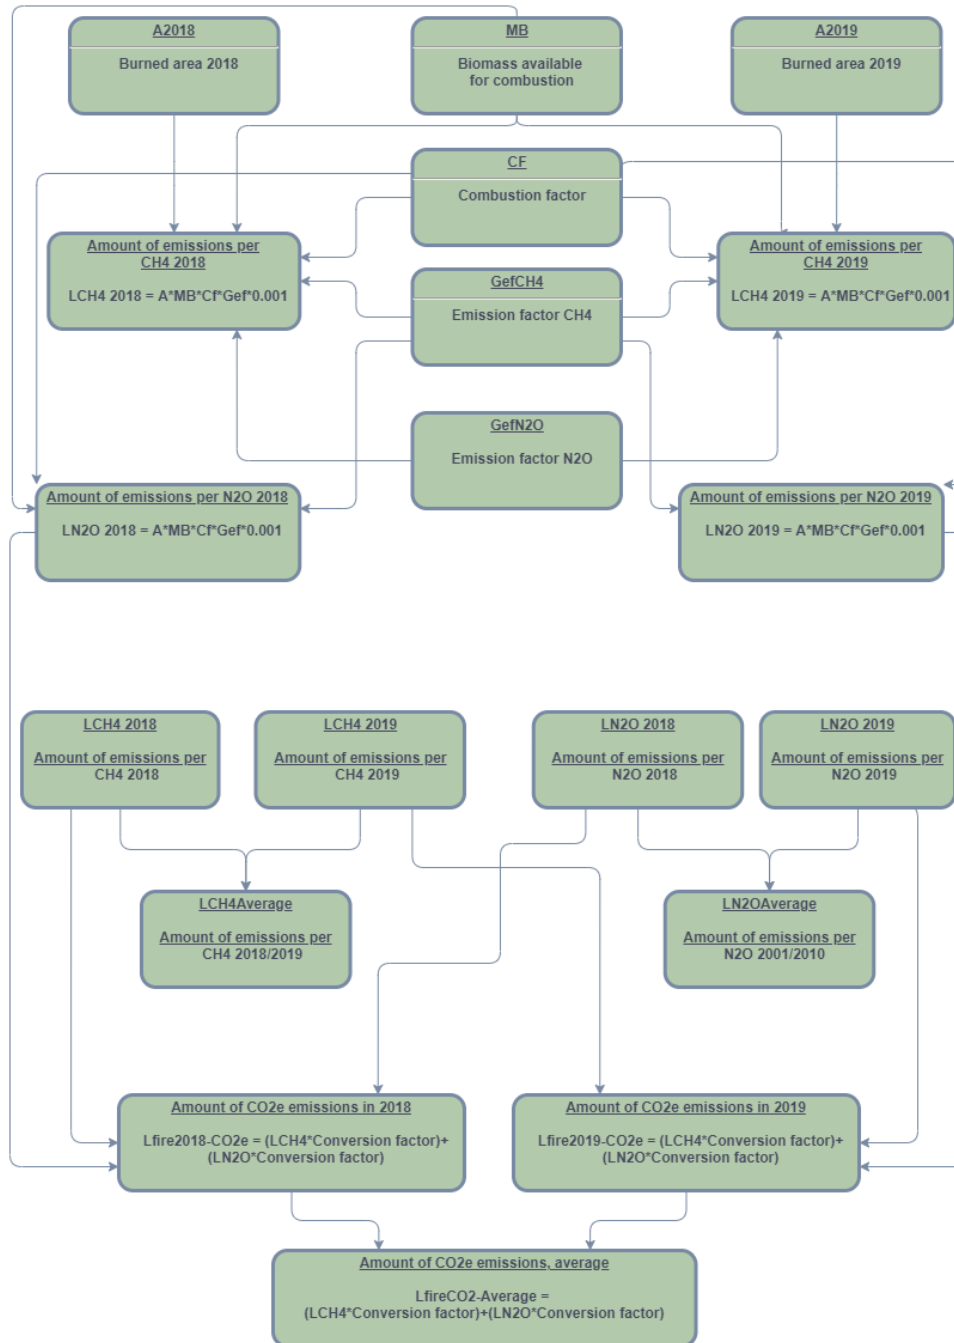 A2018
Burned area 2018
MB
Biomass available
for combustion
A2019
Burned area 2019
CF
Combustion factor
Amount of emissions per
CH4 2018
LCH4 2018 = A*MB*Cf*Gef*0.001
Amount of emissions per
CH4 2019
LCH4 2019 = A*MB*Cf*Gef*0.001
GefCH4
Emission factor CH4
GefN2O
Emission factor N2O
Amount of emissions per N2O 2018
LN2O 2018 = A*MB*Cf*Gef*0.001
Amount of emissions per N2O 2019
LN2O 2019 = A*MB*Cf*Gef*0.001
LCH4 2018
Amount of emissions per
CH4 2018
LCH4 2019
Amount of emissions per
CH4 2019
LN2O 2018
Amount of emissions per
N2O 2018
LN2O 2019
Amount of emissions per
N2O 2019
LCH4Average
Amount of emissions per
CH4 2018/2019
LN2OAverage
Amount of emissions per
N2O 2001/2010
Amount of CO2e emissions in 2018
Lfire2018-CO2e = (LCH4*Conversion factor)+
(LN2O*Conversion factor)
Amount of CO2e emissions in 2019
Lfire2019-CO2e = (LCH4*Conversion factor)+
(LN2O*Conversion factor)
Amount of CO2e emissions, average
LfireCO2-Average =
(LCH4*Conversion factor)+(LN2O*Conversion factor)